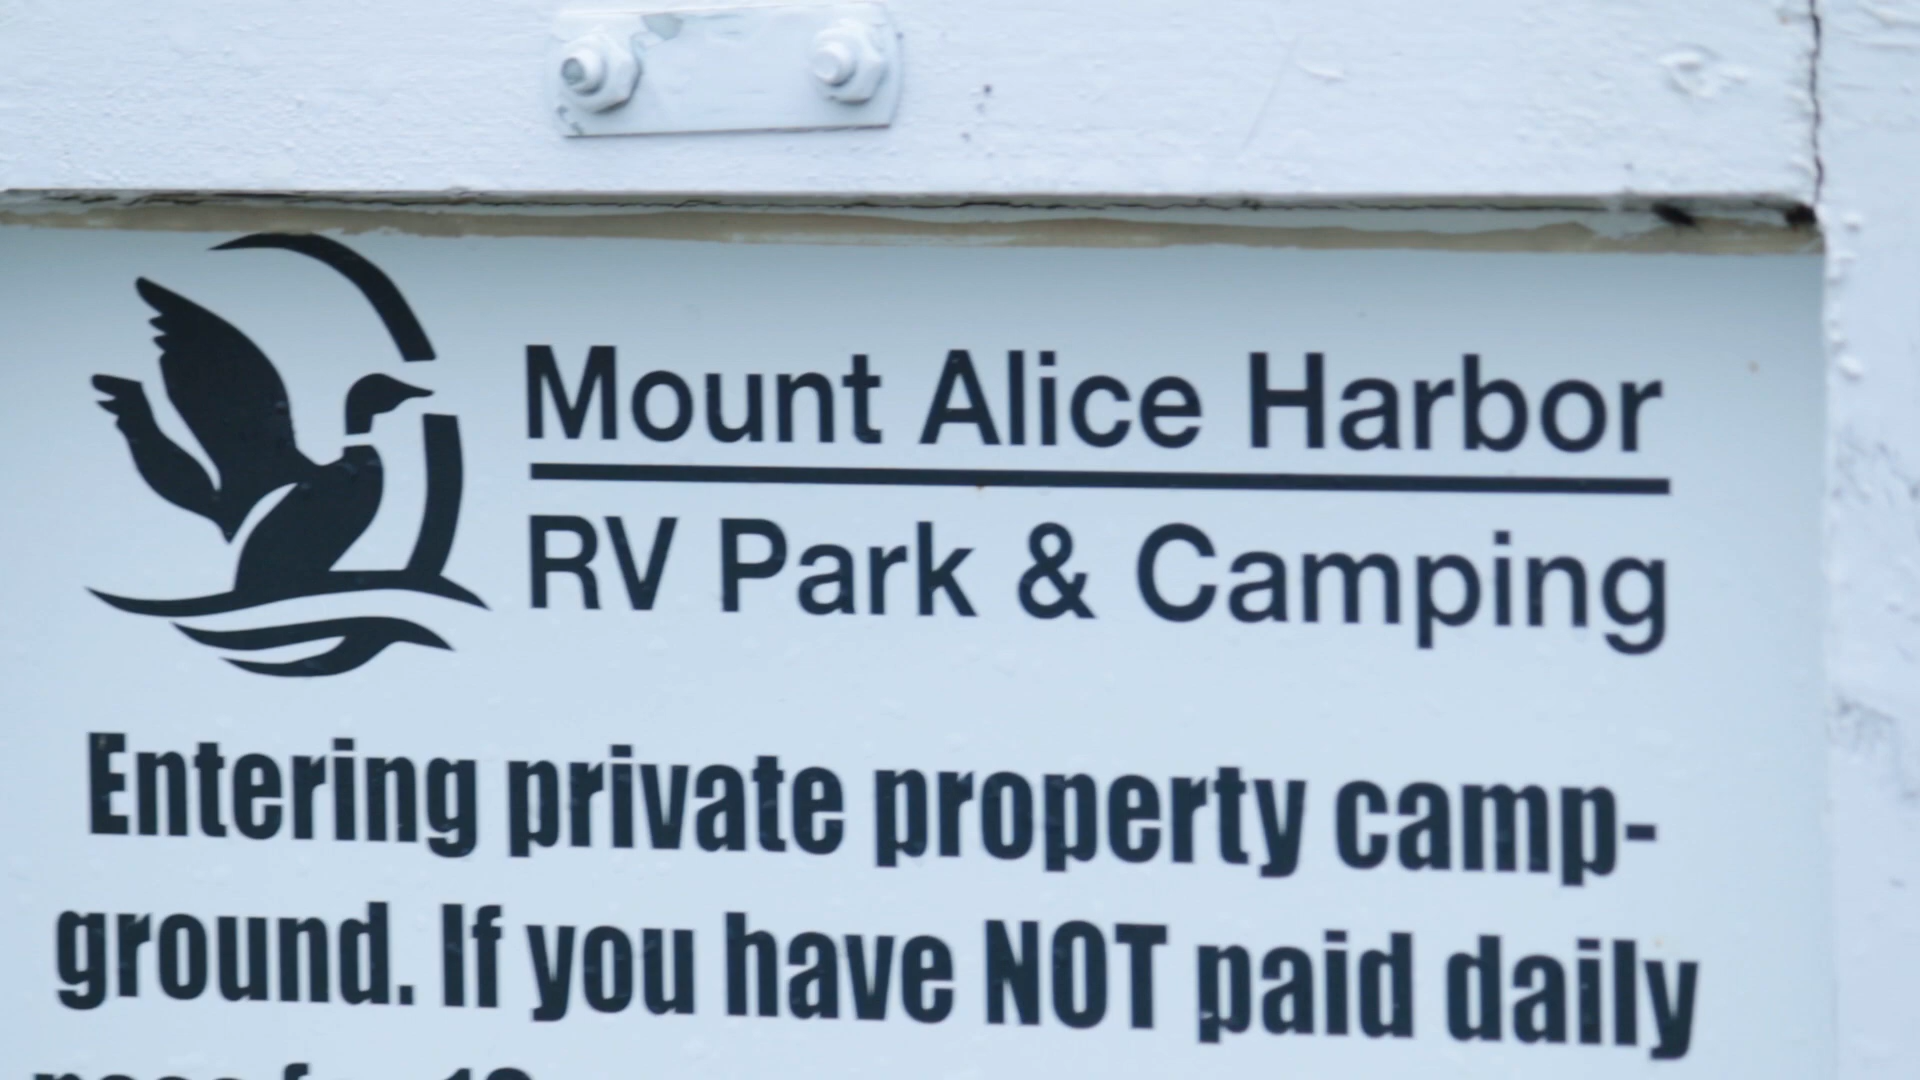 Mount Alice Harbor
RV Park & Camping
Entering private property camp-
ground. If you have NOT paid daily